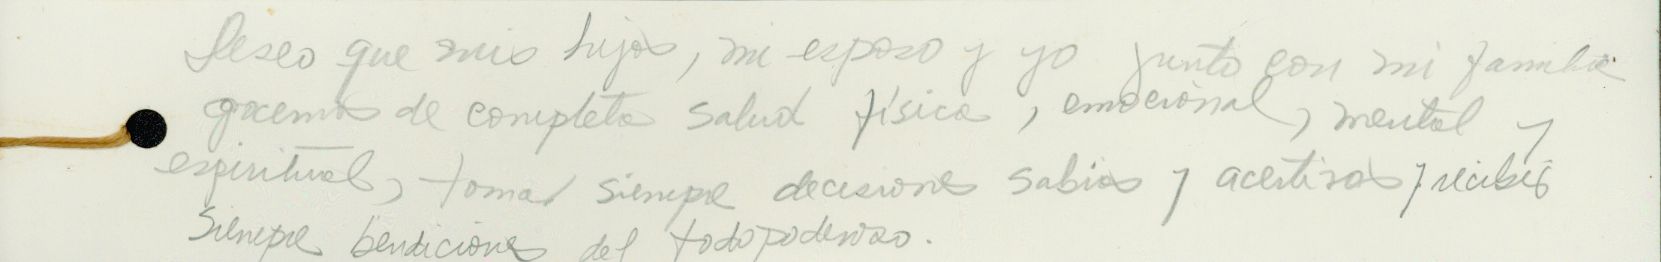 Deseo que mis hijos, mi esposo y yo junto con mi familia
gocemos de completa salud física, emocional, mental y
espiritual, tomar siempre decisiones sabias y acertivas y recibir
siempre bendiciones del todopoderoso.